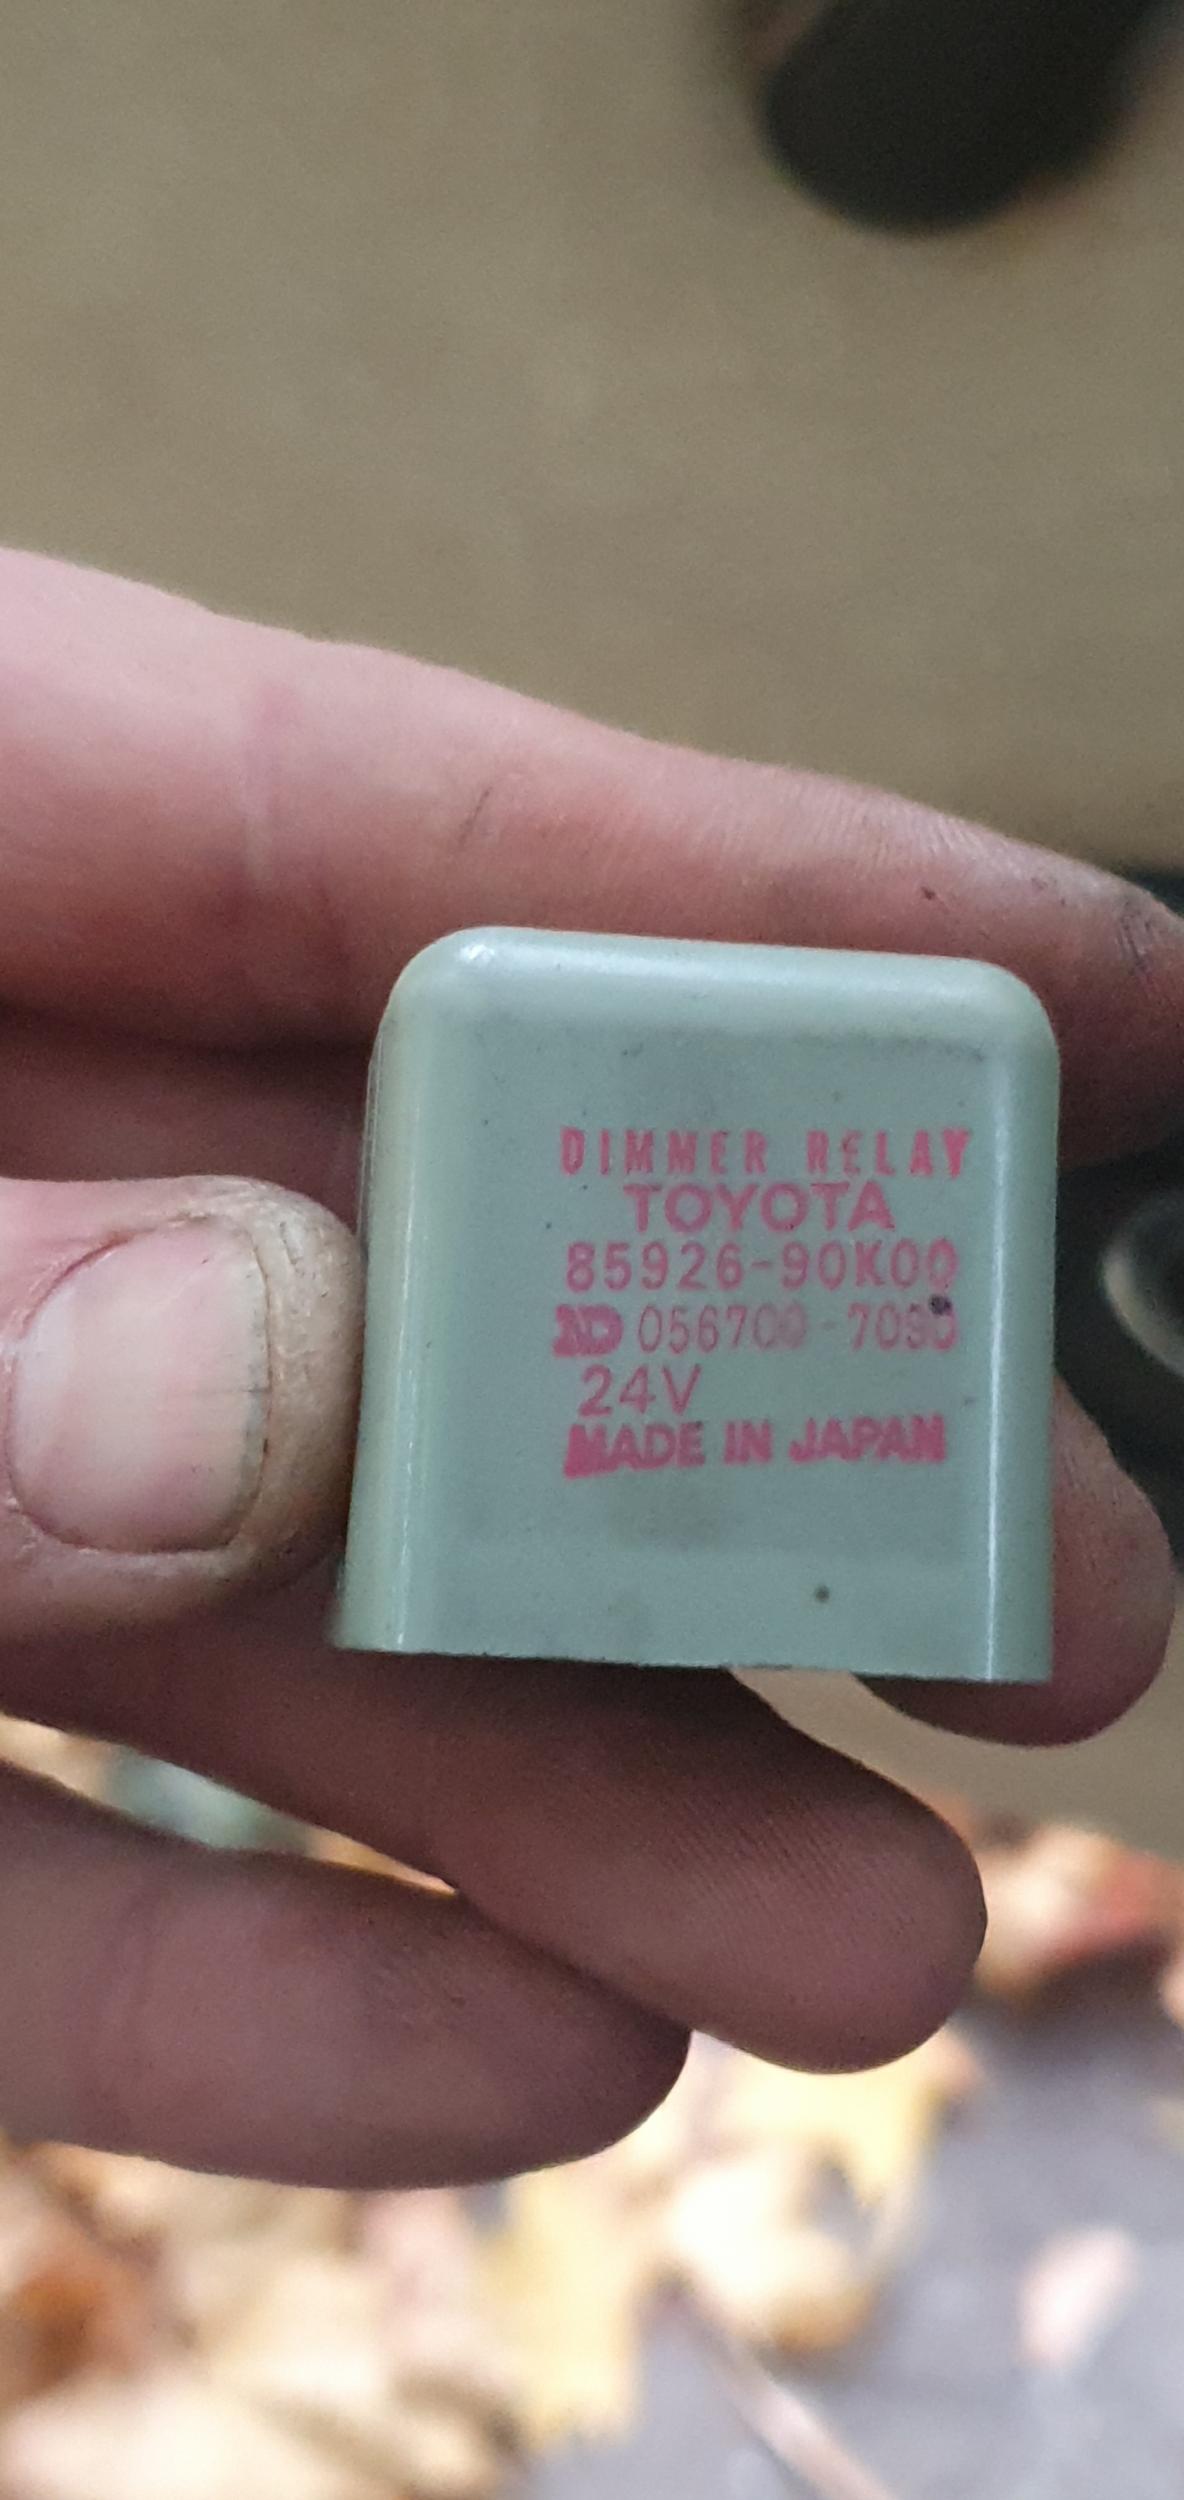 DIMMER RELAY
TOYOTA
85926-90K00
056700-7090
24V
MADE IN JAPAN